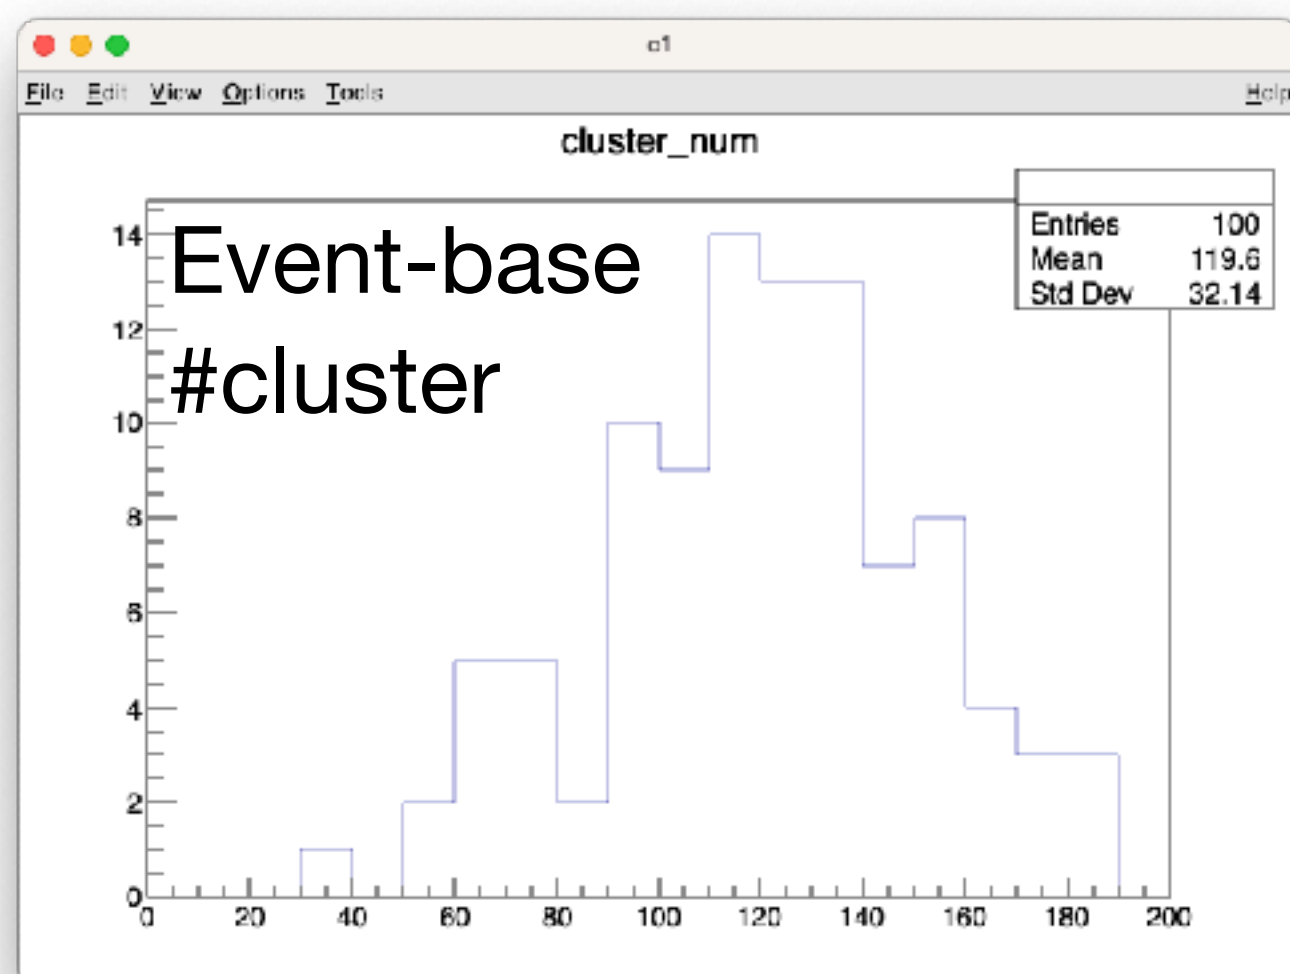 c1
File Edit View Options Tools Help
cluster_num
Entries 100
Mean 119.6
Std Dev 32.14
Event-base
#cluster
14
12
10
8
6
4
2
0
0 20 40 60 80 100 120 140 160 180 200